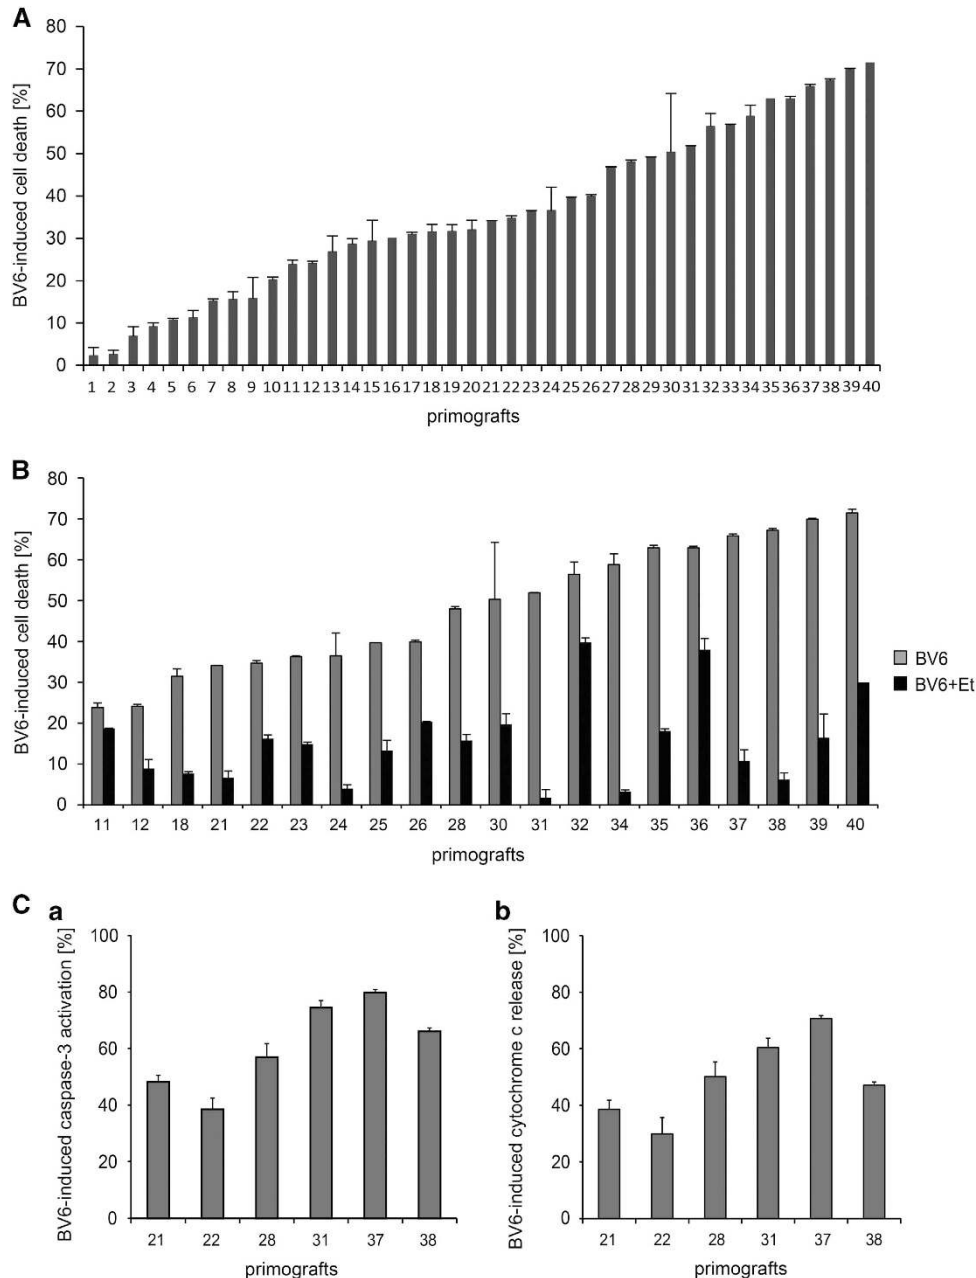 A
BV6-induced cell death [%]
80
70
60
50
40
30
20
10
0
1 2 3 4 5 6 7 8 9 10 11 12 13 14 15 16 17 18 19 20 21 22 23 24 25 26 27 28 29 30 31 32 33 34 35 36 37 38 39 40
primografts
B
BV6-induced cell death [%]
80
70
60
50
40
30
20
10
0
BV6
BV6+Et
11 12 18 21 22 23 24 25 26 28 30 31 32 34 35 36 37 38 39 40
primografts
C a
BV6-induced caspase-3 activation [%]
100
80
60
40
20
0
21 22 28 31 37 38
primografts
b
BV6-induced cytochrome c release [%]
100
80
60
40
20
0
21 22 28 31 37 38
primografts